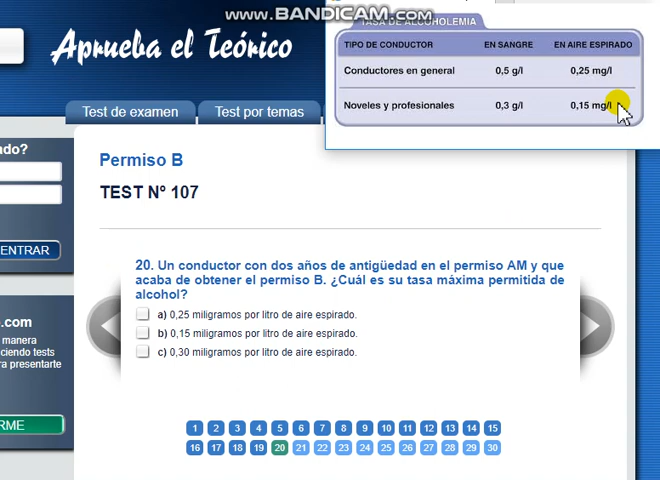 www.BANDICAM.com
TASA DE ALCOHOLEMIA
TIPO DE CONDUCTOR EN SANGRE EN AIRE ESPIRADO
Conductores en general 0,5 g/l 0,25 mg/l
Noveles y profesionales 0,3 g/l 0,15 mg/l
Aprueba el Teórico
Test de examen Test por temas
do?
ENTRAR
.com
manera
ciendo tests
ra presentarte
RME
Permiso B
TEST Nº 107
20. Un conductor con dos años de antigüedad en el permiso AM y que
acaba de obtener el permiso B. ¿Cuál es su tasa máxima permitida de
alcohol?
a) 0,25 miligramos por litro de aire espirado.
b) 0,15 miligramos por litro de aire espirado.
c) 0,30 miligramos por litro de aire espirado.
1 2 3 4 5 6 7 8 9 10 11 12 13 14 15
16 17 18 19 20 21 22 23 24 25 26 27 28 29 30